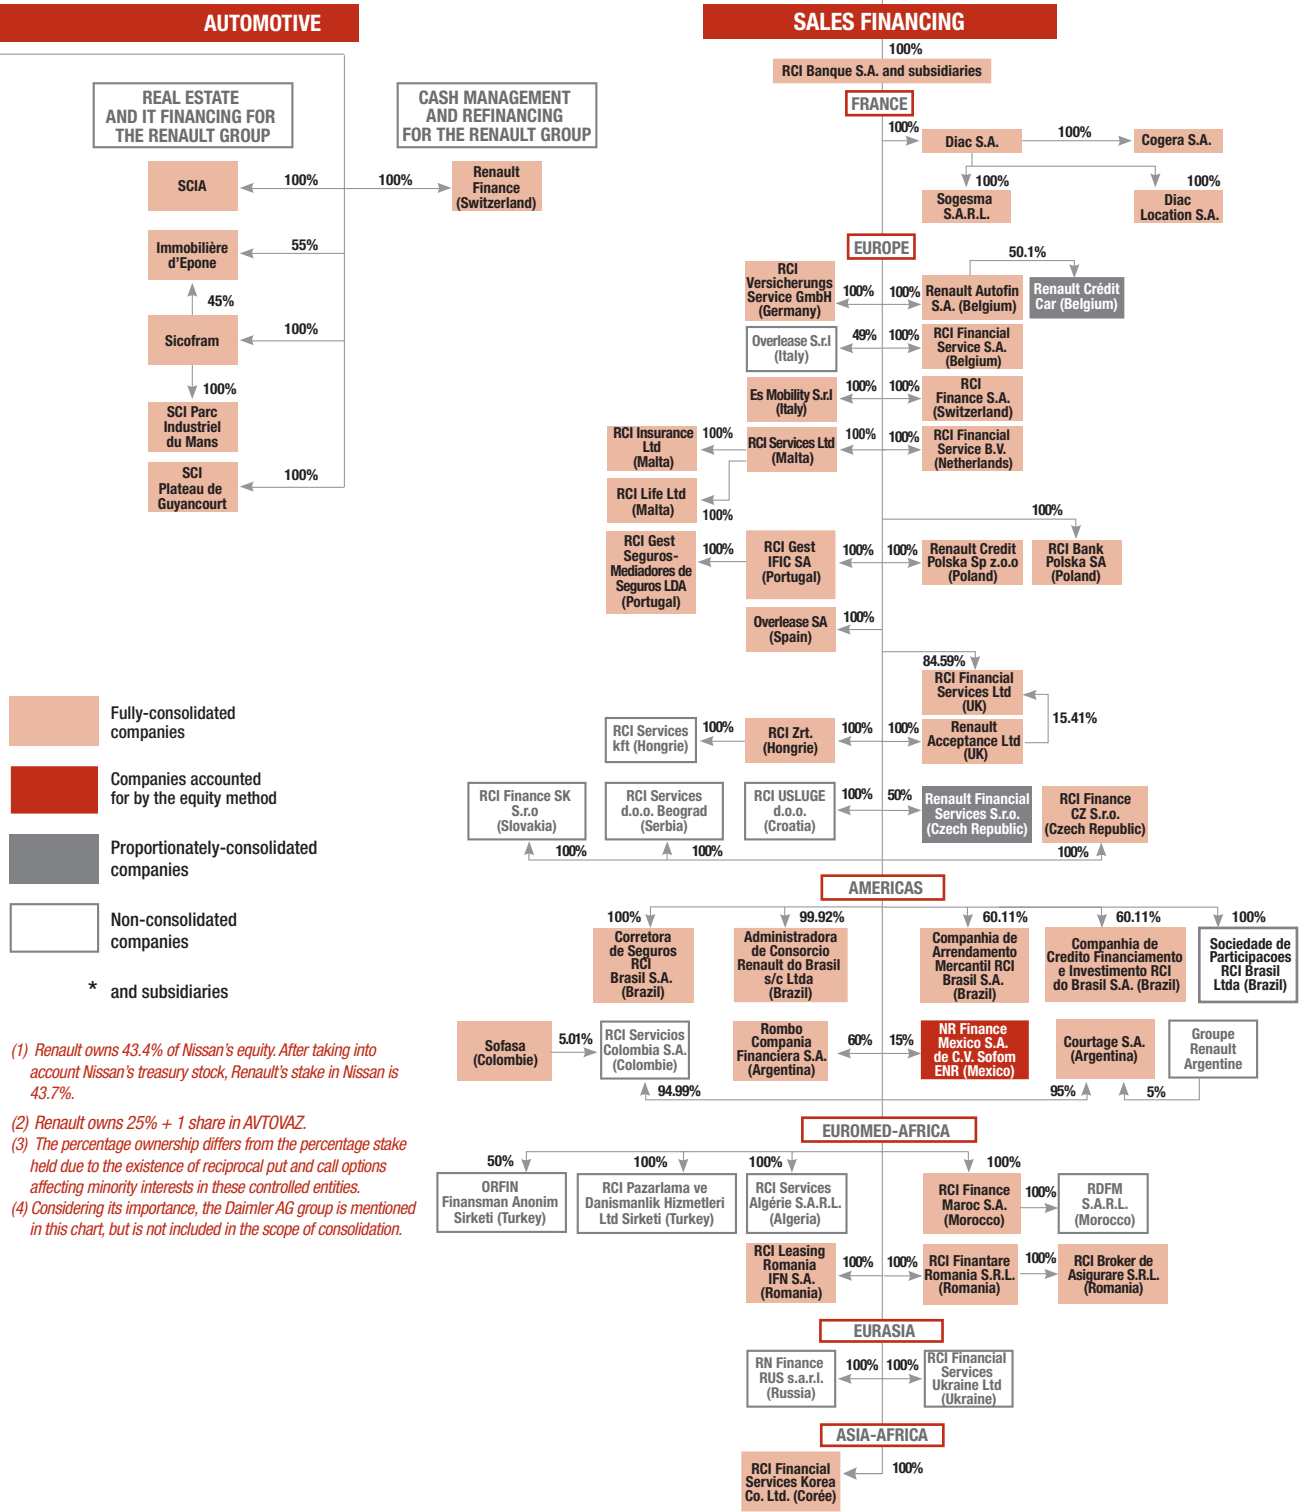 AUTOMOTIVE
REAL ESTATE
AND IT FINANCING FOR
THE RENAULT GROUP
CASH MANAGEMENT
AND REFINANCING
FOR THE RENAULT GROUP
SCIA
100%
100%
Renault
Finance
(Switzerland)
Immobilière
d'Epone
55%
45%
Sicofram
100%
100%
SCI Parc
Industriel
du Mans
SCI
Plateau de
Guyancourt
100%
Fully-consolidated
companies
Companies accounted
for by the equity method
Proportionately-consolidated
companies
Non-consolidated
companies
* and subsidiaries
(1) Renault owns 43.4% of Nissan's equity. After taking into
account Nissan's treasury stock, Renault's stake in Nissan is
43.7%.
(2) Renault owns 25% + 1 share in AVTOVAZ.
(3) The percentage ownership differs from the percentage stake
held due to the existence of reciprocal put and call options
affecting minority interests in these controlled entities.
(4) Considering its importance, the Daimler AG group is mentioned
in this chart, but is not included in the scope of consolidation.
SALES FINANCING
100%
RCI Banque S.A. and subsidiaries
FRANCE
100%
Diac S.A.
100%
Cogera S.A.
100%
100%
Sogesma
S.A.R.L.
Diac
Location S.A.
EUROPE
50.1%
RCI
Versicherungs
Service GmbH
(Germany)
100%
100%
Renault Autofin
S.A. (Belgium)
Renault Crédit
Car (Belgium)
Overlease S.r.l
(Italy)
49%
100%
RCI Financial
Service S.A.
(Belgium)
Es Mobility S.r.l
(Italy)
100%
100%
RCI
Finance S.A.
(Switzerland)
RCI Insurance
Ltd
(Malta)
100%
RCI Services Ltd
(Malta)
100%
100%
RCI Financial
Service B.V.
(Netherlands)
RCI Life Ltd
(Malta)
100%
100%
RCI Gest
Seguros-
Mediadores de
Seguros LDA
(Portugal)
100%
RCI Gest
IFIC SA
(Portugal)
100%
100%
Renault Credit
Polska Sp z.o.o
(Poland)
RCI Bank
Polska SA
(Poland)
Overlease SA
(Spain)
100%
84.59%
RCI Financial
Services Ltd
(UK)
15.41%
RCI Services
kft (Hongrie)
100%
RCI Zrt.
(Hongrie)
100%
100%
Renault
Acceptance Ltd
(UK)
RCI Finance SK
S.r.o
(Slovakia)
RCI Services
d.o.o. Beograd
(Serbia)
RCI USLUGE
d.o.o.
(Croatia)
100%
50%
Renault Financial
Services S.r.o.
(Czech Republic)
RCI Finance
CZ S.r.o.
(Czech Republic)
100%
100%
100%
AMERICAS
100%
99.92%
60.11%
60.11%
100%
Corretora
de Seguros
RCI
Brasil S.A.
(Brazil)
Administradora
de Consorcio
Renault do Brasil
s/c Ltda
(Brazil)
Companhia de
Arrendamento
Mercantil RCI
Brasil S.A.
(Brazil)
Companhia de
Credito Financiamento
e Investimento RCI
do Brasil S.A. (Brazil)
Sociedade de
Participacoes
RCI Brasil
Ltda (Brazil)
Sofasa
(Colombie)
5.01%
RCI Servicios
Colombia S.A.
(Colombie)
Rombo
Compania
Financiera S.A.
(Argentina)
60%
15%
NR Finance
Mexico S.A.
de C.V. Sofom
ENR (Mexico)
Courtage S.A.
(Argentina)
Groupe
Renault
Argentine
94.99%
95%
5%
EUROMED-AFRICA
50%
100%
100%
100%
ORFIN
Finansman Anonim
Sirketi (Turkey)
RCI Pazarlama ve
Danismanlik Hizmetleri
Ltd Sirketi (Turkey)
RCI Services
Algérie S.A.R.L.
(Algeria)
RCI Finance
Maroc S.A.
(Morocco)
100%
RDFM
S.A.R.L.
(Morocco)
RCI Leasing
Romania
IFN S.A.
(Romania)
100%
100%
RCI Finantare
Romania S.R.L.
(Romania)
100%
RCI Broker de
Asigurare S.R.L.
(Romania)
EURASIA
RN Finance
RUS s.a.r.l.
(Russia)
100%
100%
RCI Financial
Services
Ukraine Ltd
(Ukraine)
ASIA-AFRICA
RCI Financial
Services Korea
Co. Ltd. (Corée)
100%